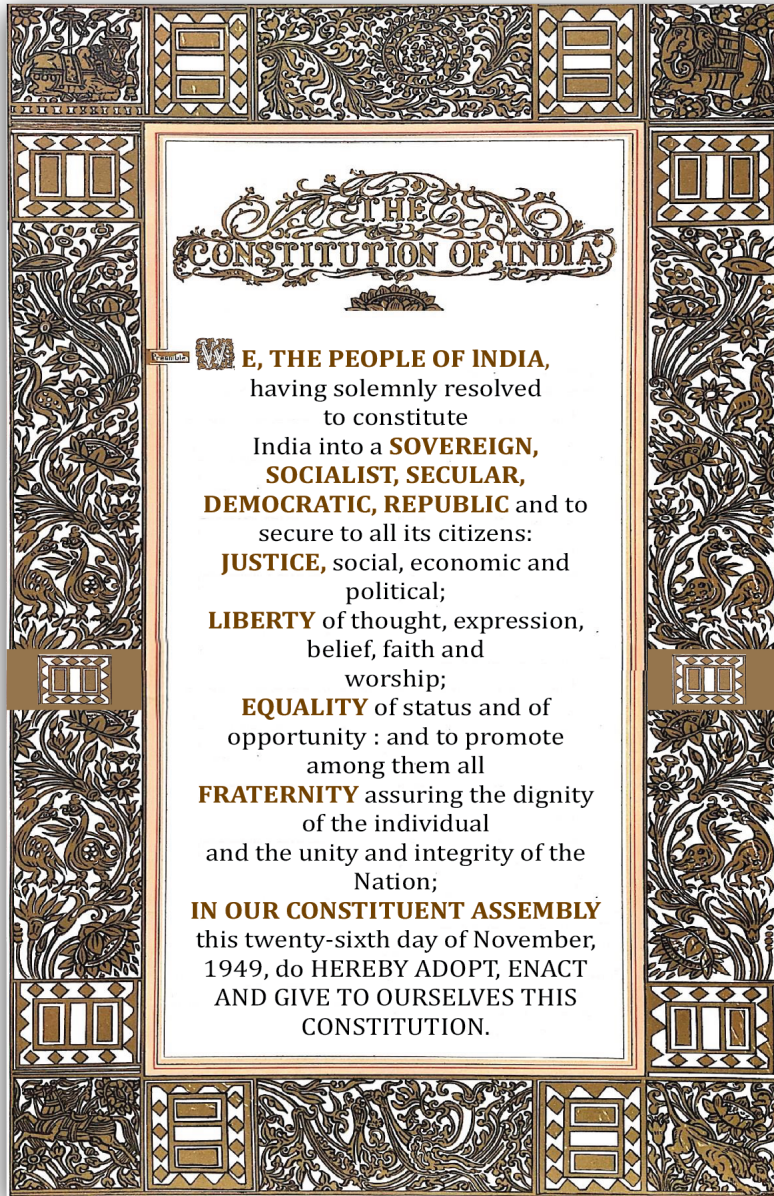 THE
CONSTITUTION OF INDIA
Preamble
WE, THE PEOPLE OF INDIA,
having solemnly resolved
to constitute
India into a SOVEREIGN,
SOCIALIST, SECULAR,
DEMOCRATIC, REPUBLIC and to
secure to all its citizens:
JUSTICE, social, economic and
political;
LIBERTY of thought, expression,
belief, faith and
worship;
EQUALITY of status and of
opportunity : and to promote
among them all
FRATERNITY assuring the dignity
of the individual
and the unity and integrity of the
Nation;
IN OUR CONSTITUENT ASSEMBLY
this twenty-sixth day of November,
1949, do HEREBY ADOPT, ENACT
AND GIVE TO OURSELVES THIS
CONSTITUTION.